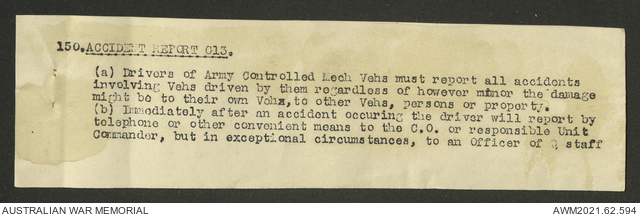 150.ACCIDENT REPORT G13.
(a) Drivers of Army Controlled Mech Vehs must report all accidents
involving Vehs driven by them regardless of however minor the damage
might be to their own Vehs, to other Vehs, persons or property.
(b) Immediately after an accident occuring the driver will report by
telephone or other convenient means to the C.O. or responsible Unit
Commander, but in exceptional circumstances, to an Officer of Q staff
AUSTRALIAN WAR MEMORIAL
AWM2021.62.594